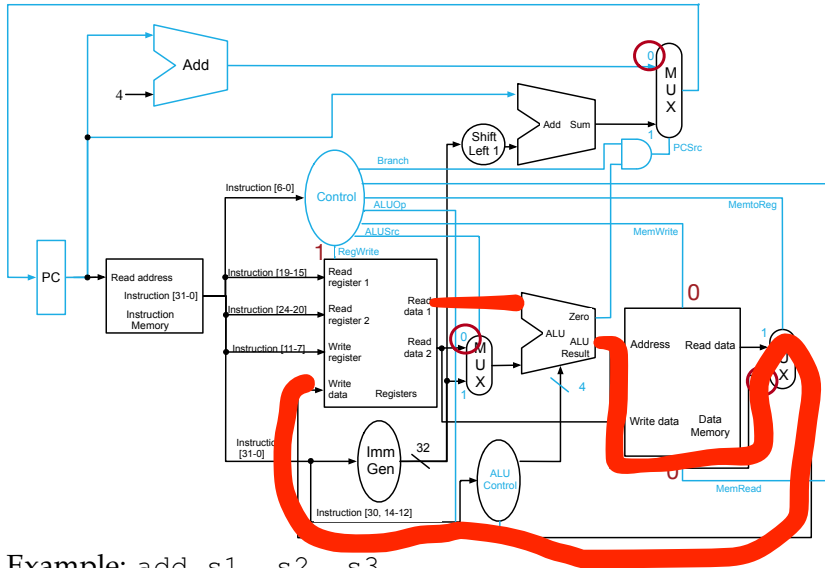 Add
4
0
M
U
X
1
Add Sum
Shift
Left 1
Branch
PCSrc
Instruction [6-0]
Control
ALUOp
MemtoReg
ALUSrc
MemWrite
1
RegWrite
0
PC
Read address
Instruction [31-0]
Instruction
Memory
Instruction [19-15]
Read
register 1
Read
data 1
Instruction [24-20]
Read
register 2
Read
data 2
Instruction [11-7]
Write
register
Write
data
Registers
0
M
U
X
1
Zero
ALU
ALU
Result
4
Address
Read data
Write data
Data
Memory
1
U
X
0
MemRead
[31-0]
Imm
Gen
32
ALU
Control
Instruction [30, 14-12]
Example: add s1, s2, s3